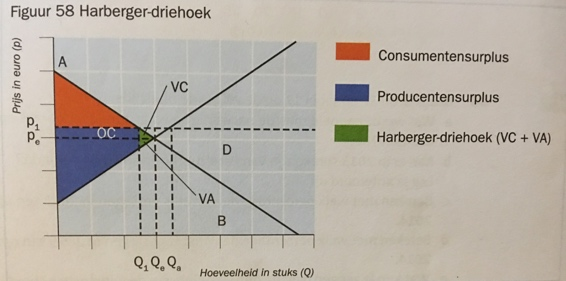 Figuur 58 Harberger-driehoek
Prijs in euro (p)
A
VC
p1
OC
pe
D
VA
B
Q1 Qe Qa
Hoeveelheid in stuks (Q)
Consumentensurplus
Producentensurplus
Harberger-driehoek (VC + VA)